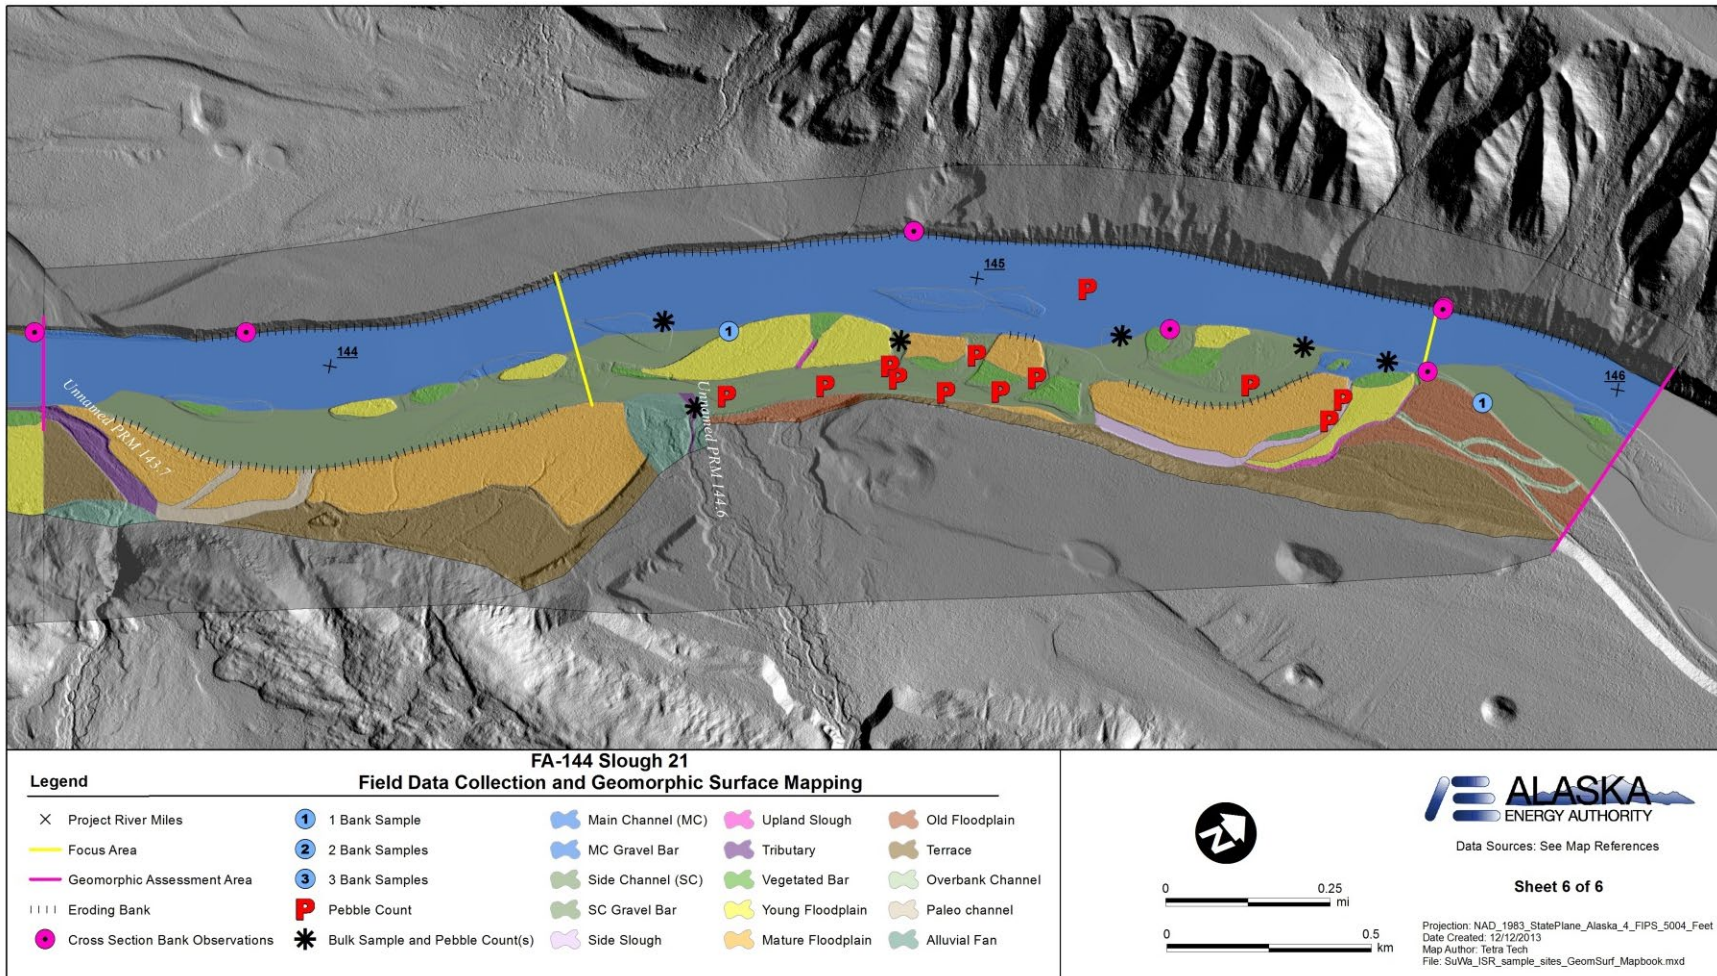 145
144
146
Unnamed PRM 143.7
Unnamed PRM 144.6
1
1
P
P
P
P
P
P
P
P
P
P
P
P
P
FA-144 Slough 21
Field Data Collection and Geomorphic Surface Mapping
Legend
Project River Miles
Focus Area
Geomorphic Assessment Area
Eroding Bank
Cross Section Bank Observations
1 1 Bank Sample
2 2 Bank Samples
3 3 Bank Samples
P Pebble Count
Bulk Sample and Pebble Count(s)
Main Channel (MC)
MC Gravel Bar
Side Channel (SC)
SC Gravel Bar
Side Slough
Upland Slough
Tributary
Vegetated Bar
Young Floodplain
Mature Floodplain
Old Floodplain
Terrace
Overbank Channel
Paleo channel
Alluvial Fan
N
0 0.25
mi
0 0.5
km
AE ALASKA
ENERGY AUTHORITY
Data Sources: See Map References
Sheet 6 of 6
Projection: NAD_1983_StatePlane_Alaska_4_FIPS_5004_Feet
Date Created: 12/12/2013
Map Author: Tetra Tech
File: SuWa_ISR_sample_sites_GeomSurf_Mapbook.mxd